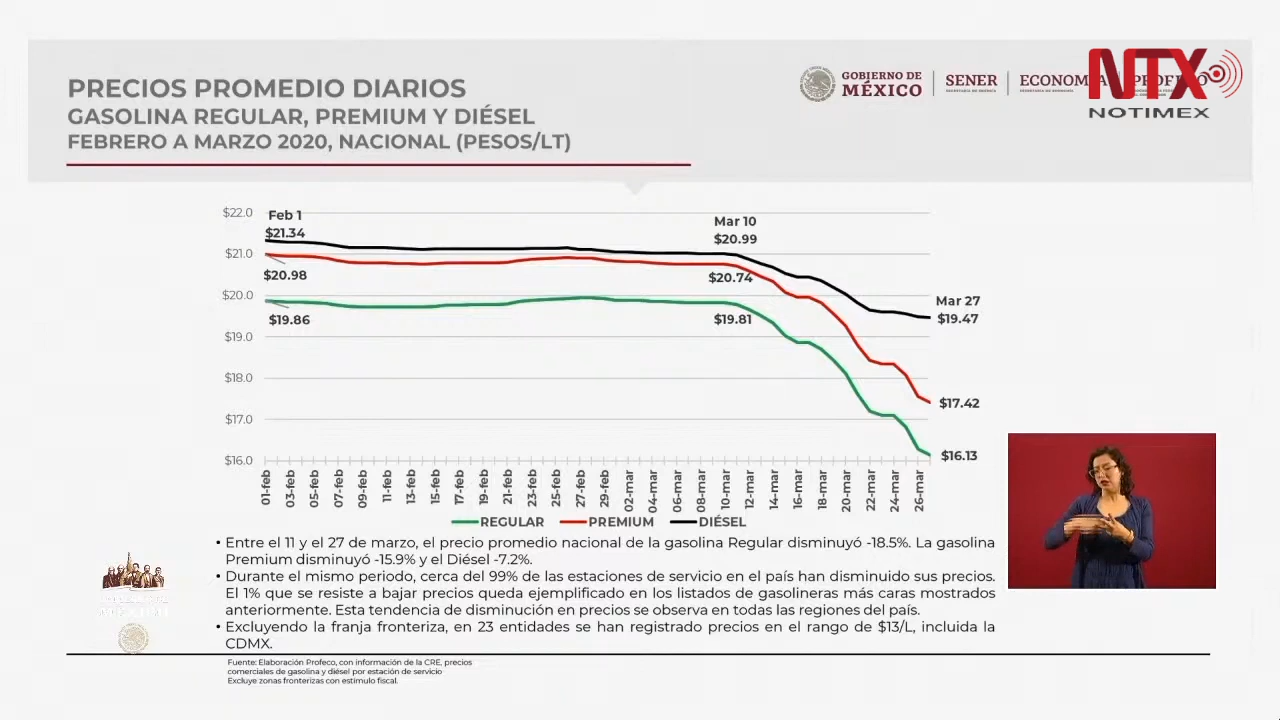 PRECIOS PROMEDIO DIARIOS
GASOLINA REGULAR, PREMIUM Y DIÉSEL
FEBRERO A MARZO 2020, NACIONAL (PESOS/LT)
GOBIERNO DE
MÉXICO
SENER
SECRETARÍA DE ENERGÍA
ECONOMÍA
SECRETARÍA DE ECONOMÍA
PROFECO
NTX
NOTIMEX
$22.0
$21.0
$20.0
$19.0
$18.0
$17.0
$16.0
Feb 1
$21.34
$20.98
$19.86
Mar 10
$20.99
$20.74
$19.81
Mar 27
$19.47
$17.42
$16.13
01-feb
03-feb
05-feb
07-feb
09-feb
11-feb
13-feb
15-feb
17-feb
19-feb
21-feb
23-feb
25-feb
27-feb
29-feb
02-mar
04-mar
06-mar
08-mar
10-mar
12-mar
14-mar
16-mar
18-mar
20-mar
22-mar
24-mar
26-mar
REGULAR PREMIUM DIÉSEL
• Entre el 11 y el 27 de marzo, el precio promedio nacional de la gasolina Regular disminuyó -18.5%. La gasolina
Premium disminuyó -15.9% y el Diésel -7.2%.
• Durante el mismo periodo, cerca del 99% de las estaciones de servicio en el país han disminuido sus precios.
El 1% que se resiste a bajar precios queda ejemplificado en los listados de gasolineras más caras mostrados
anteriormente. Esta tendencia de disminución en precios se observa en todas las regiones del país.
• Excluyendo la franja fronteriza, en 23 entidades se han registrado precios en el rango de $13/L, incluida la
CDMX.
Fuente: Elaboración Profeco, con información de la CRE, precios
comerciales de gasolina y diésel por estación de servicio
Excluye zonas fronterizas con estímulo fiscal.